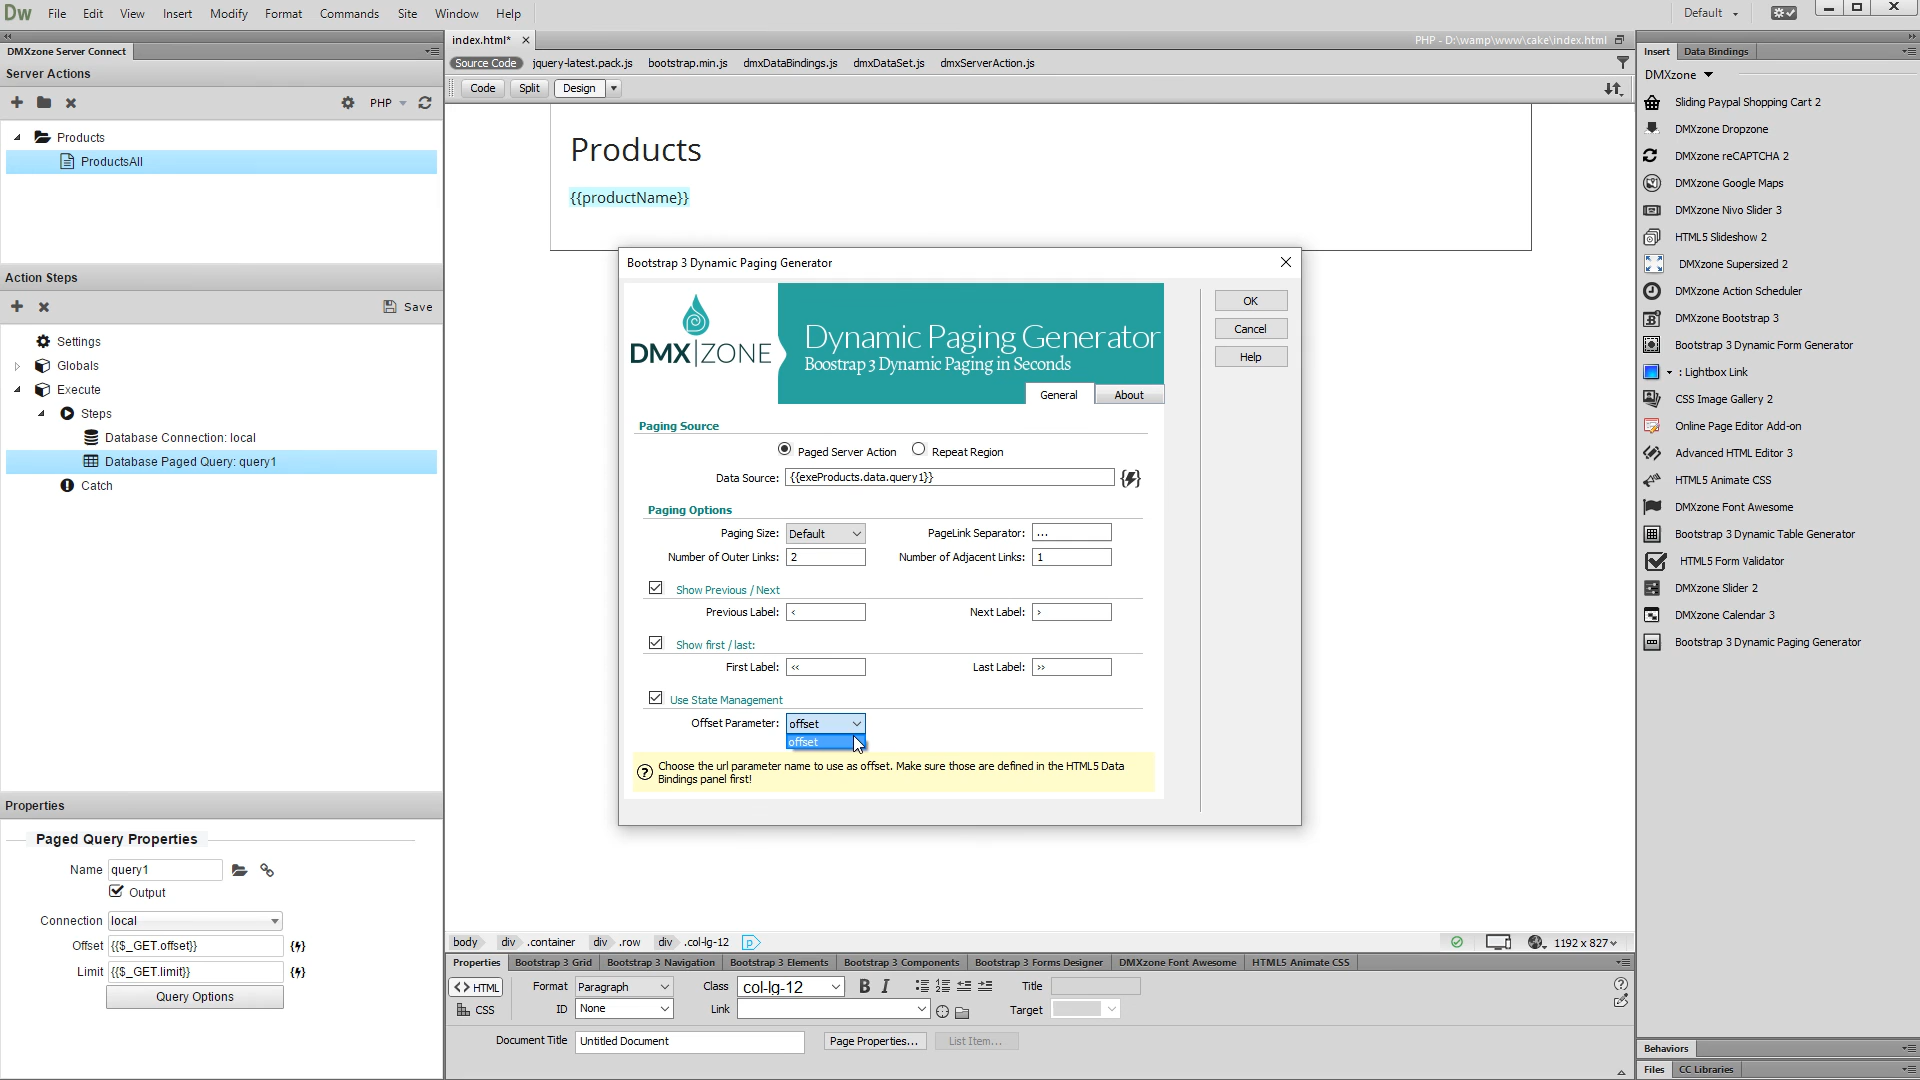 Dw File Edit View Insert Modify Format Commands Site Window Help Default
DMXzone Server Connect
Server Actions
PHP
Products
ProductsAll
Action Steps
Save
Settings
Globals
Execute
Steps
Database Connection: local
Database Paged Query: query1
Catch
Properties
Paged Query Properties
Name query1
Output
Connection local
Offset {{$_GET.offset}}
Limit {{$_GET.limit}}
Query Options
index.html* PHP - D:\wamp\www\cake\index.html
Source Code jquery-latest.pack.js bootstrap.min.js dmxDataBindings.js dmxDataSet.js dmxServerAction.js
Code Split Design
Products
{{productName}}
Bootstrap 3 Dynamic Paging Generator
DMX|ZONE
Dynamic Paging Generator
Boostrap 3 Dynamic Paging in Seconds
General About
OK
Cancel
Help
Paging Source
Paged Server Action Repeat Region
Data Source: {{exeProducts.data.query1}}
Paging Options
Paging Size: Default PageLink Separator: ...
Number of Outer Links: 2 Number of Adjacent Links: 1
Show Previous / Next
Previous Label: < Next Label: >
Show first / last:
First Label: << Last Label: >>
Use State Management
Offset Parameter: offset
offset
Choose the url parameter name to use as offset. Make sure those are defined in the HTML5 Data
Bindings panel first!
body div .container div .row div .col-lg-12 p 1192 x 827
Properties Bootstrap 3 Grid Bootstrap 3 Navigation Bootstrap 3 Elements Bootstrap 3 Components Bootstrap 3 Forms Designer DMXzone Font Awesome HTML5 Animate CSS
<> HTML Format Paragraph Class col-lg-12 B I Title
CSS ID None Link Target
Document Title Untitled Document Page Properties... List Item...
Insert Data Bindings
DMXzone
Sliding Paypal Shopping Cart 2
DMXzone Dropzone
DMXzone reCAPTCHA 2
DMXzone Google Maps
DMXzone Nivo Slider 3
HTML5 Slideshow 2
DMXzone Supersized 2
DMXzone Action Scheduler
DMXzone Bootstrap 3
Bootstrap 3 Dynamic Form Generator
: Lightbox Link
CSS Image Gallery 2
Online Page Editor Add-on
Advanced HTML Editor 3
HTML5 Animate CSS
DMXzone Font Awesome
Bootstrap 3 Dynamic Table Generator
HTML5 Form Validator
DMXzone Slider 2
DMXzone Calendar 3
Bootstrap 3 Dynamic Paging Generator
Behaviors
Files CC Libraries